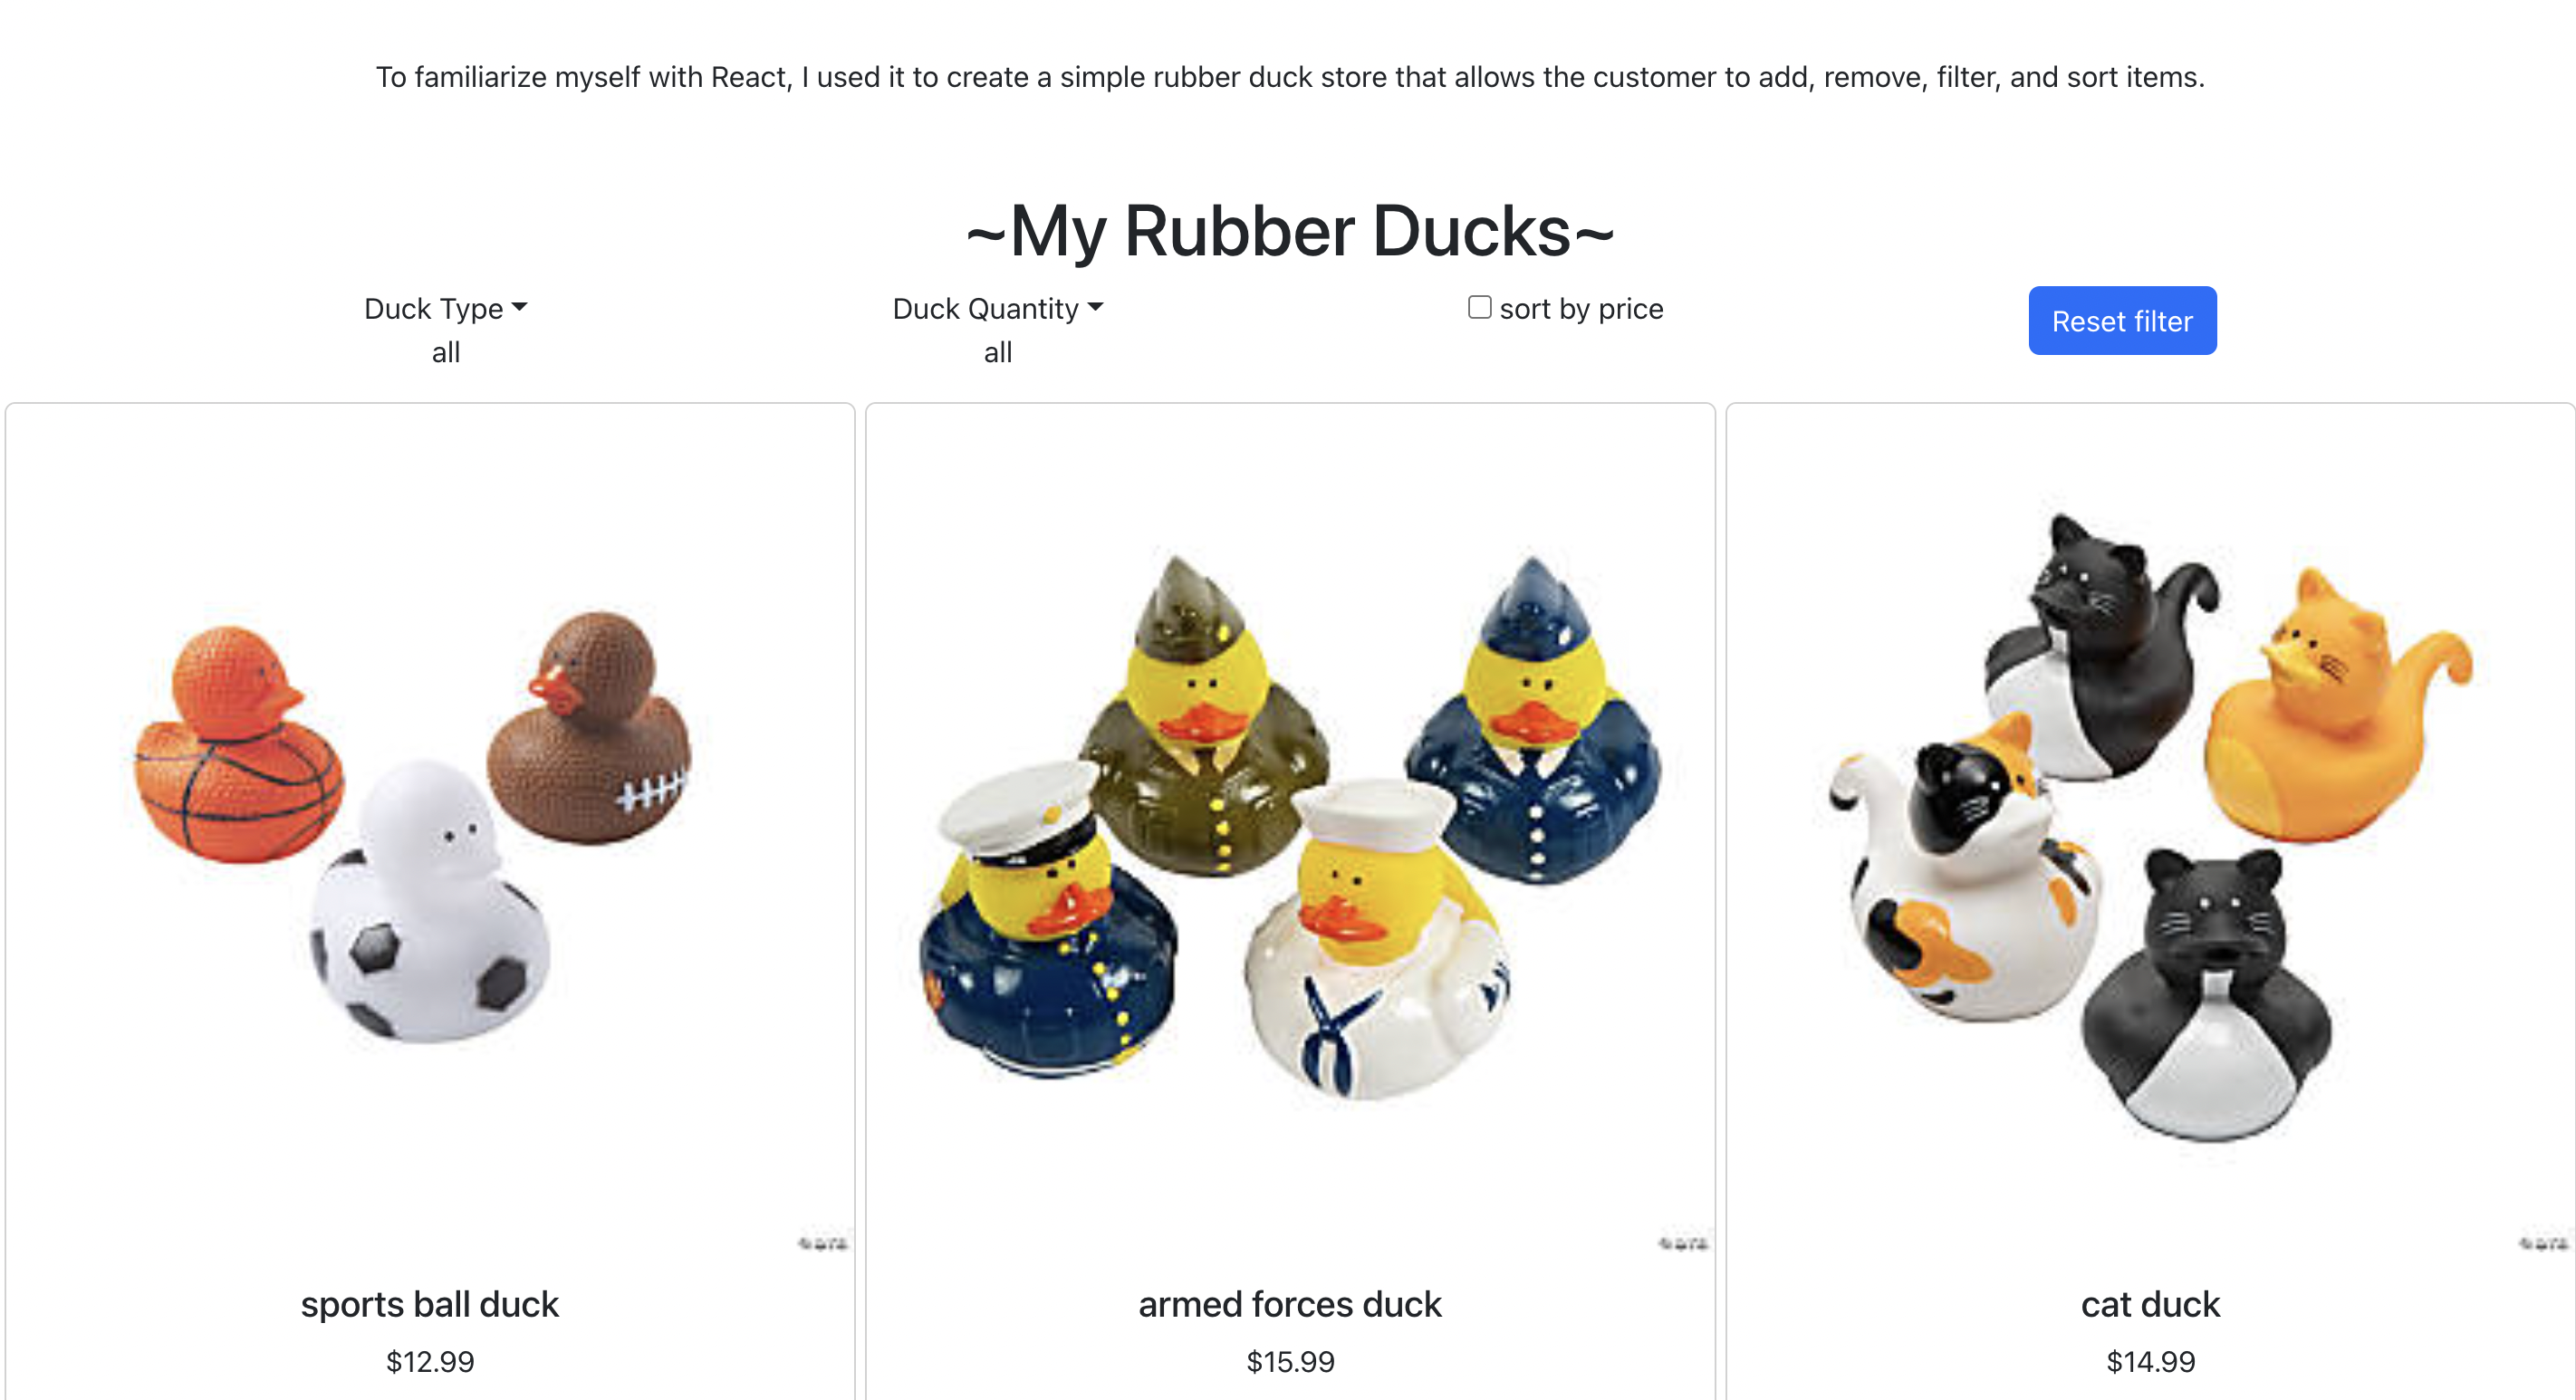 To familiarize myself with React, I used it to create a simple rubber duck store that allows the customer to add, remove, filter, and sort items.
~My Rubber Ducks~
Duck Type
Duck Quantity
sort by price
Reset filter
all
all
sports ball duck
armed forces duck
cat duck
$12.99
$15.99
$14.99